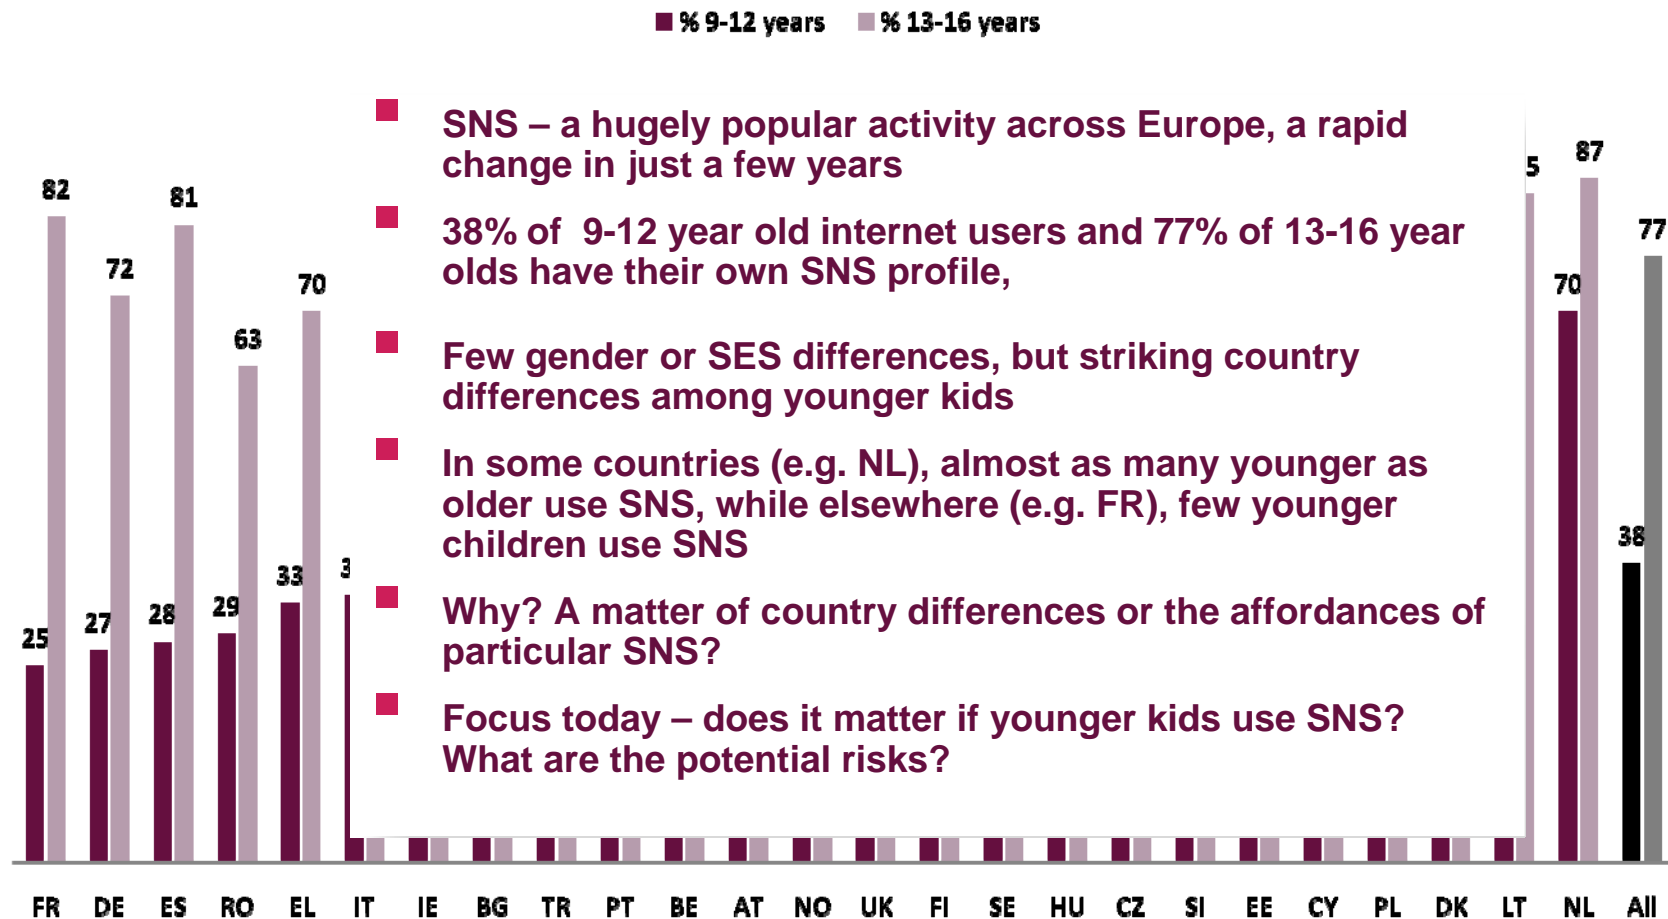 % 9-12 years % 13-16 years
SNS – a hugely popular activity across Europe, a rapid
change in just a few years
38% of 9-12 year old internet users and 77% of 13-16 year
olds have their own SNS profile,
Few gender or SES differences, but striking country
differences among younger kids
In some countries (e.g. NL), almost as many younger as
older use SNS, while elsewhere (e.g. FR), few younger
children use SNS
Why? A matter of country differences or the affordances of
particular SNS?
Focus today – does it matter if younger kids use SNS?
What are the potential risks?
25 82 27 72 28 81 29 63 33 70 3 5 70 87 38 77
FR DE ES RO EL IT IE BG TR PT BE AT NO UK FI SE HU CZ SI EE CY PL DK LT NL All